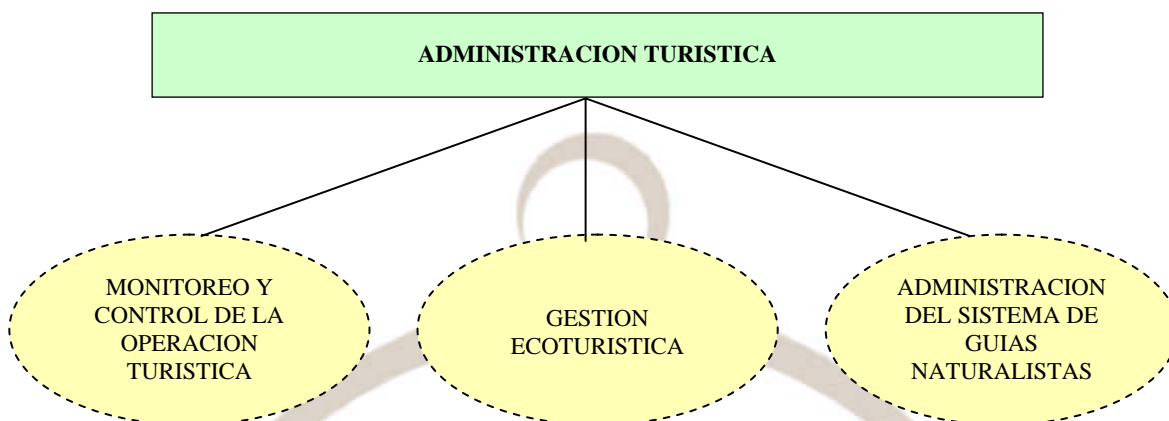 ADMINISTRACION TURISTICA
MONITOREO Y
CONTROL DE LA
OPERACION
TURISTICA
GESTION
ECOTURISTICA
ADMINISTRACION
DEL SISTEMA DE
GUIAS
NATURALISTAS